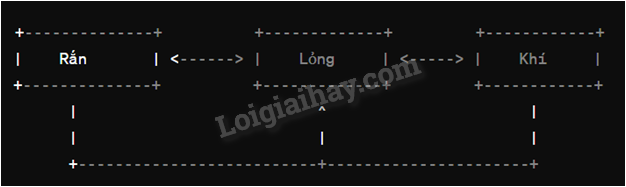 +--------------+ +-------------+ +------------+
| Rắn | <------> | Lỏng | <-----> | Khí |
+--------------+ +-------------+ +------------+
| ^ |
| | |
+---------------------------+-----------------------+
Loigiaihay.com